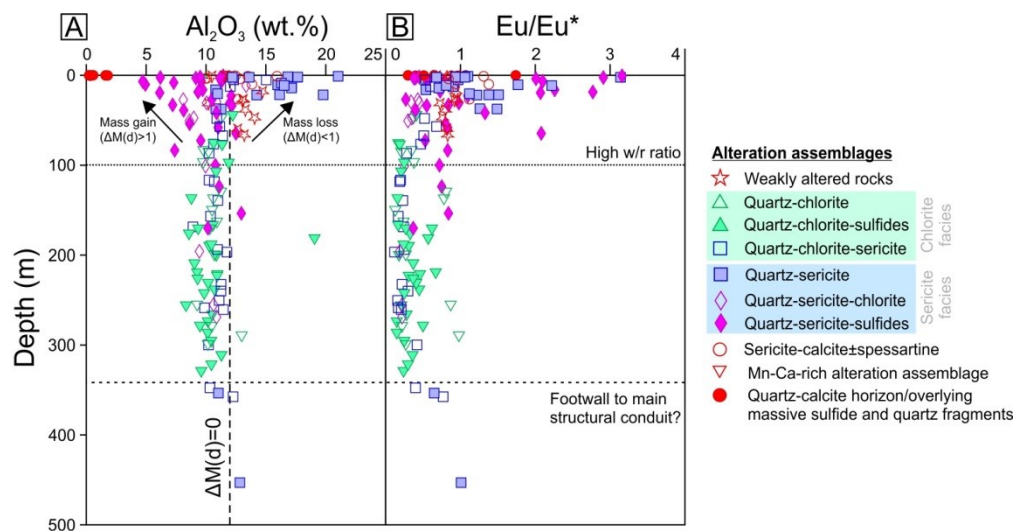 A
Al₂O₃ (wt.%)
B
Eu/Eu*
0 5 10 15 20 25
0 1 2 3 4
Depth (m)
0
100
200
300
400
500
Mass gain
(ΔM(d)>1)
Mass loss
(ΔM(d)<1)
ΔM(d)=0
High w/r ratio
Footwall to main
structural conduit?
Alteration assemblages
Weakly altered rocks
Quartz-chlorite
Quartz-chlorite-sulfides
Quartz-chlorite-sericite
Chlorite
facies
Quartz-sericite
Quartz-sericite-chlorite
Quartz-sericite-sulfides
Sericite
facies
Sericite-calcite±spessartine
Mn-Ca-rich alteration assemblage
Quartz-calcite horizon/overlying
massive sulfide and quartz fragments